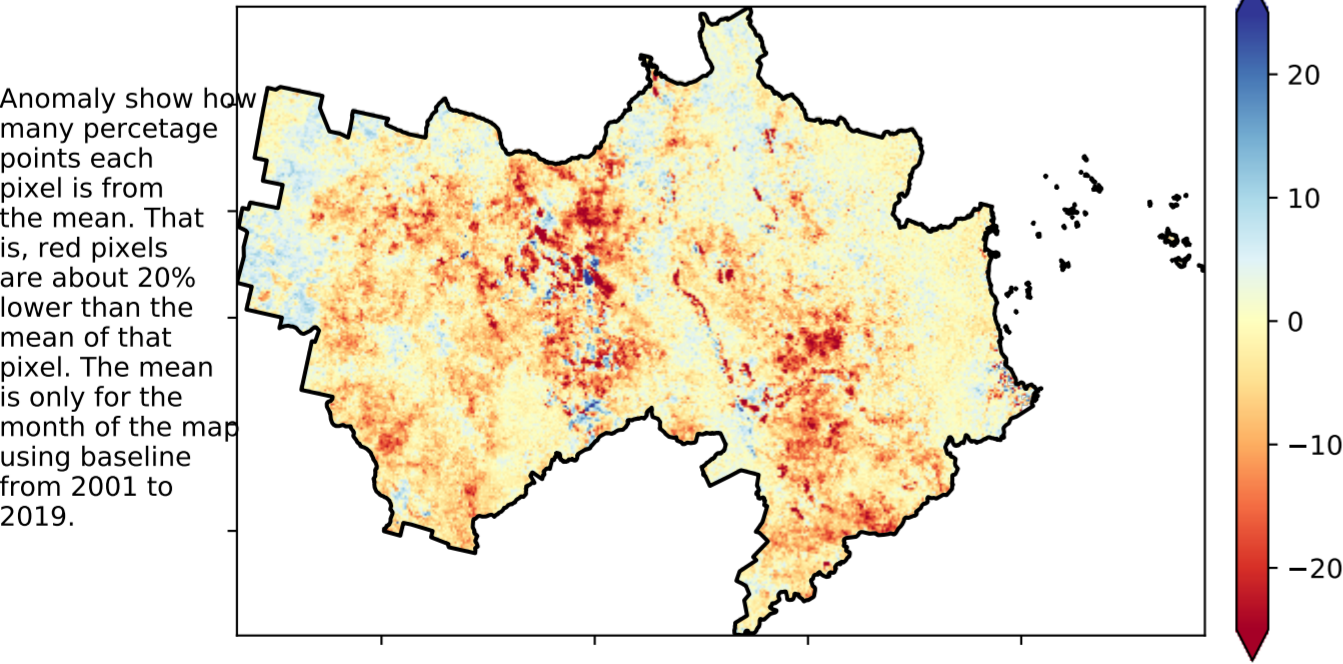 Anomaly show how
many percetage
points each
pixel is from
the mean. That
is, red pixels
are about 20%
lower than the
mean of that
pixel. The mean
is only for the
month of the map
using baseline
from 2001 to
2019.
20
10
0
−10
−20